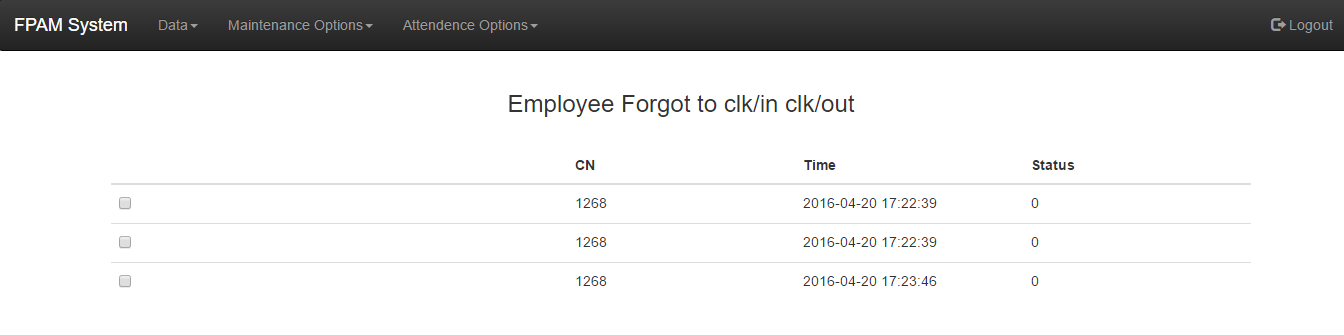 FPAM System Data Maintenance Options Attendence Options Logout
Employee Forgot to clk/in clk/out
CN Time Status
1268 2016-04-20 17:22:39 0
1268 2016-04-20 17:22:39 0
1268 2016-04-20 17:23:46 0